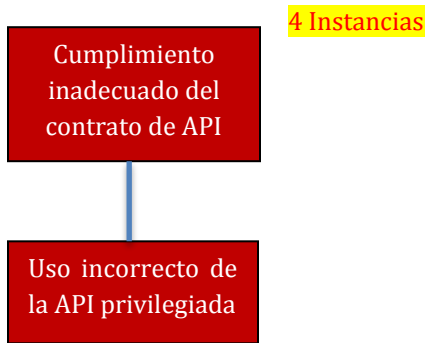 4 Instancias
Cumplimiento
inadecuado del
contrato de API
Uso incorrecto de
la API privilegiada